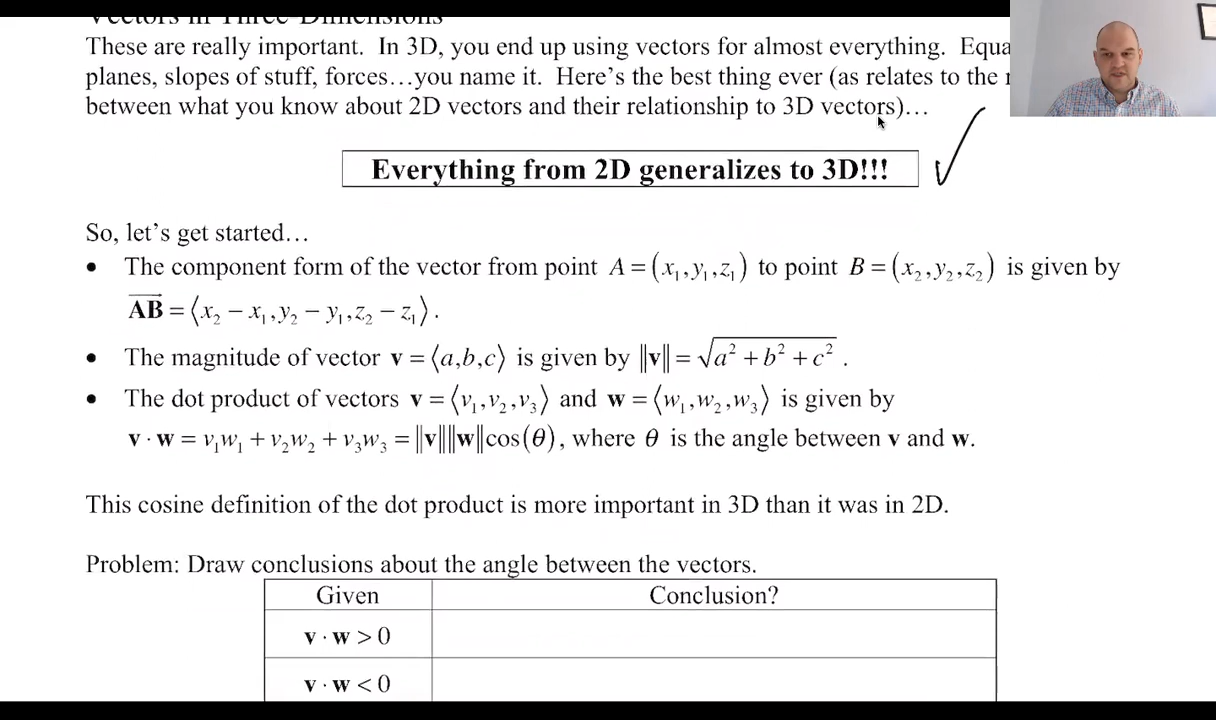 Vectors in Three Dimensions
These are really important. In 3D, you end up using vectors for almost everything. Equa
planes, slopes of stuff, forces…you name it. Here’s the best thing ever (as relates to the
between what you know about 2D vectors and their relationship to 3D vectors)…
Everything from 2D generalizes to 3D!!!
So, let’s get started…
• The component form of the vector from point A = (x₁, y₁, z₁) to point B = (x₂, y₂, z₂) is given by
AB = ⟨x₂ − x₁, y₂ − y₁, z₂ − z₁⟩.
• The magnitude of vector v = ⟨a,b,c⟩ is given by ‖v‖ = √(a² + b² + c²).
• The dot product of vectors v = ⟨v₁,v₂,v₃⟩ and w = ⟨w₁,w₂,w₃⟩ is given by
v · w = v₁w₁ + v₂w₂ + v₃w₃ = ‖v‖‖w‖cos(θ), where θ is the angle between v and w.
This cosine definition of the dot product is more important in 3D than it was in 2D.
Problem: Draw conclusions about the angle between the vectors.
Given Conclusion?
v · w > 0
v · w < 0